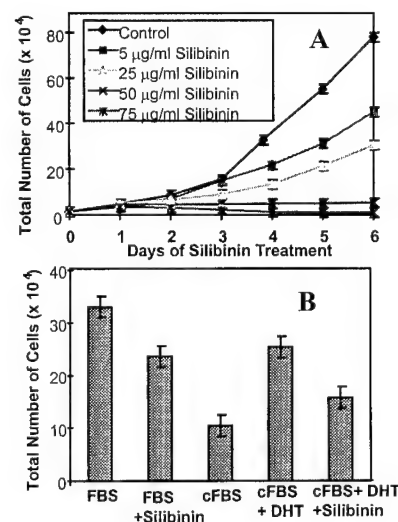 A
Total Number of Cells (x 10⁴)
80
60
40
20
0
Control
5 µg/ml Silibinin
25 µg/ml Silibinin
50 µg/ml Silibinin
75 µg/ml Silibinin
0 1 2 3 4 5 6
Days of Silibinin Treatment
B
Total Number of Cells (x 10⁴)
40
30
20
10
0
FBS FBS cFBS cFBS cFBS+ DHT
+Silibinin + DHT +Silibinin